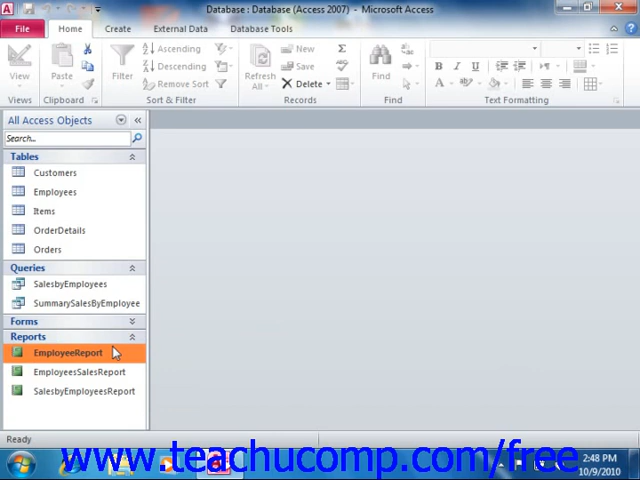 Database : Database (Access 2007) - Microsoft Access
File Home Create External Data Database Tools
View
Views
Paste
Clipboard
Filter
Ascending
Descending
Remove Sort
Sort & Filter
Refresh All
New
Save
Delete
Records
Find
Find
B I U
A ab
Text Formatting
All Access Objects
Search...
Tables
Customers
Employees
Items
OrderDetails
Orders
Queries
SalesbyEmployees
SummarySalesByEmployee
Forms
Reports
EmployeeReport
EmployeesSalesReport
SalesbyEmployeesReport
Ready
www.teachucomp.com/free
2:48 PM
10/9/2010